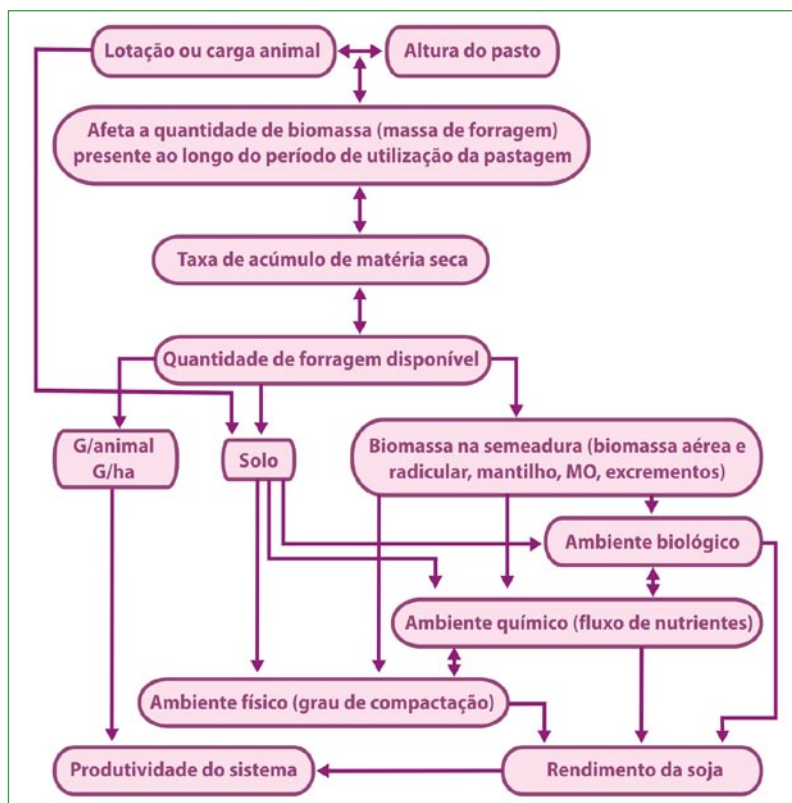 Lotação ou carga animal
Altura do pasto
Afeta a quantidade de biomassa (massa de forragem)
presente ao longo do período de utilização da pastagem
Taxa de acúmulo de matéria seca
Quantidade de forragem disponível
G/animal
G/ha
Solo
Biomassa na semeadura (biomassa aérea e
radicular, mantilho, MO, excrementos)
Ambiente biológico
Ambiente químico (fluxo de nutrientes)
Ambiente físico (grau de compactação)
Produtividade do sistema
Rendimento da soja